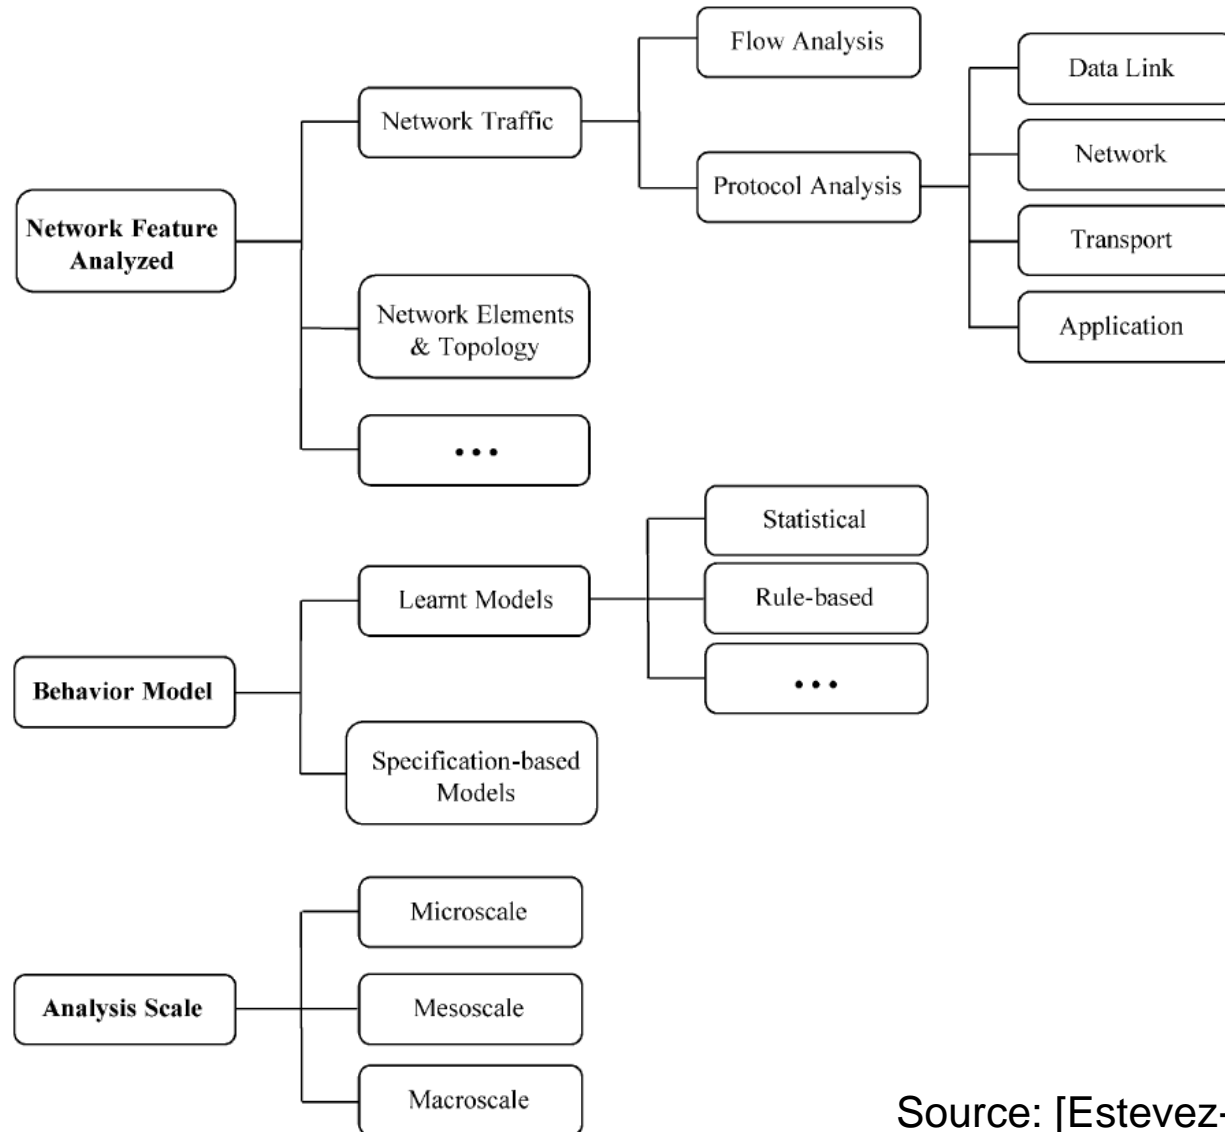 Flow Analysis
Data Link
Network Traffic
Network
Protocol Analysis
Network Feature
Analyzed
Transport
Network Elements
& Topology
Application
•••
Statistical
Learnt Models
Rule-based
Behavior Model
•••
Specification-based
Models
Microscale
Analysis Scale
Mesoscale
Macroscale
Source: [Estevez-